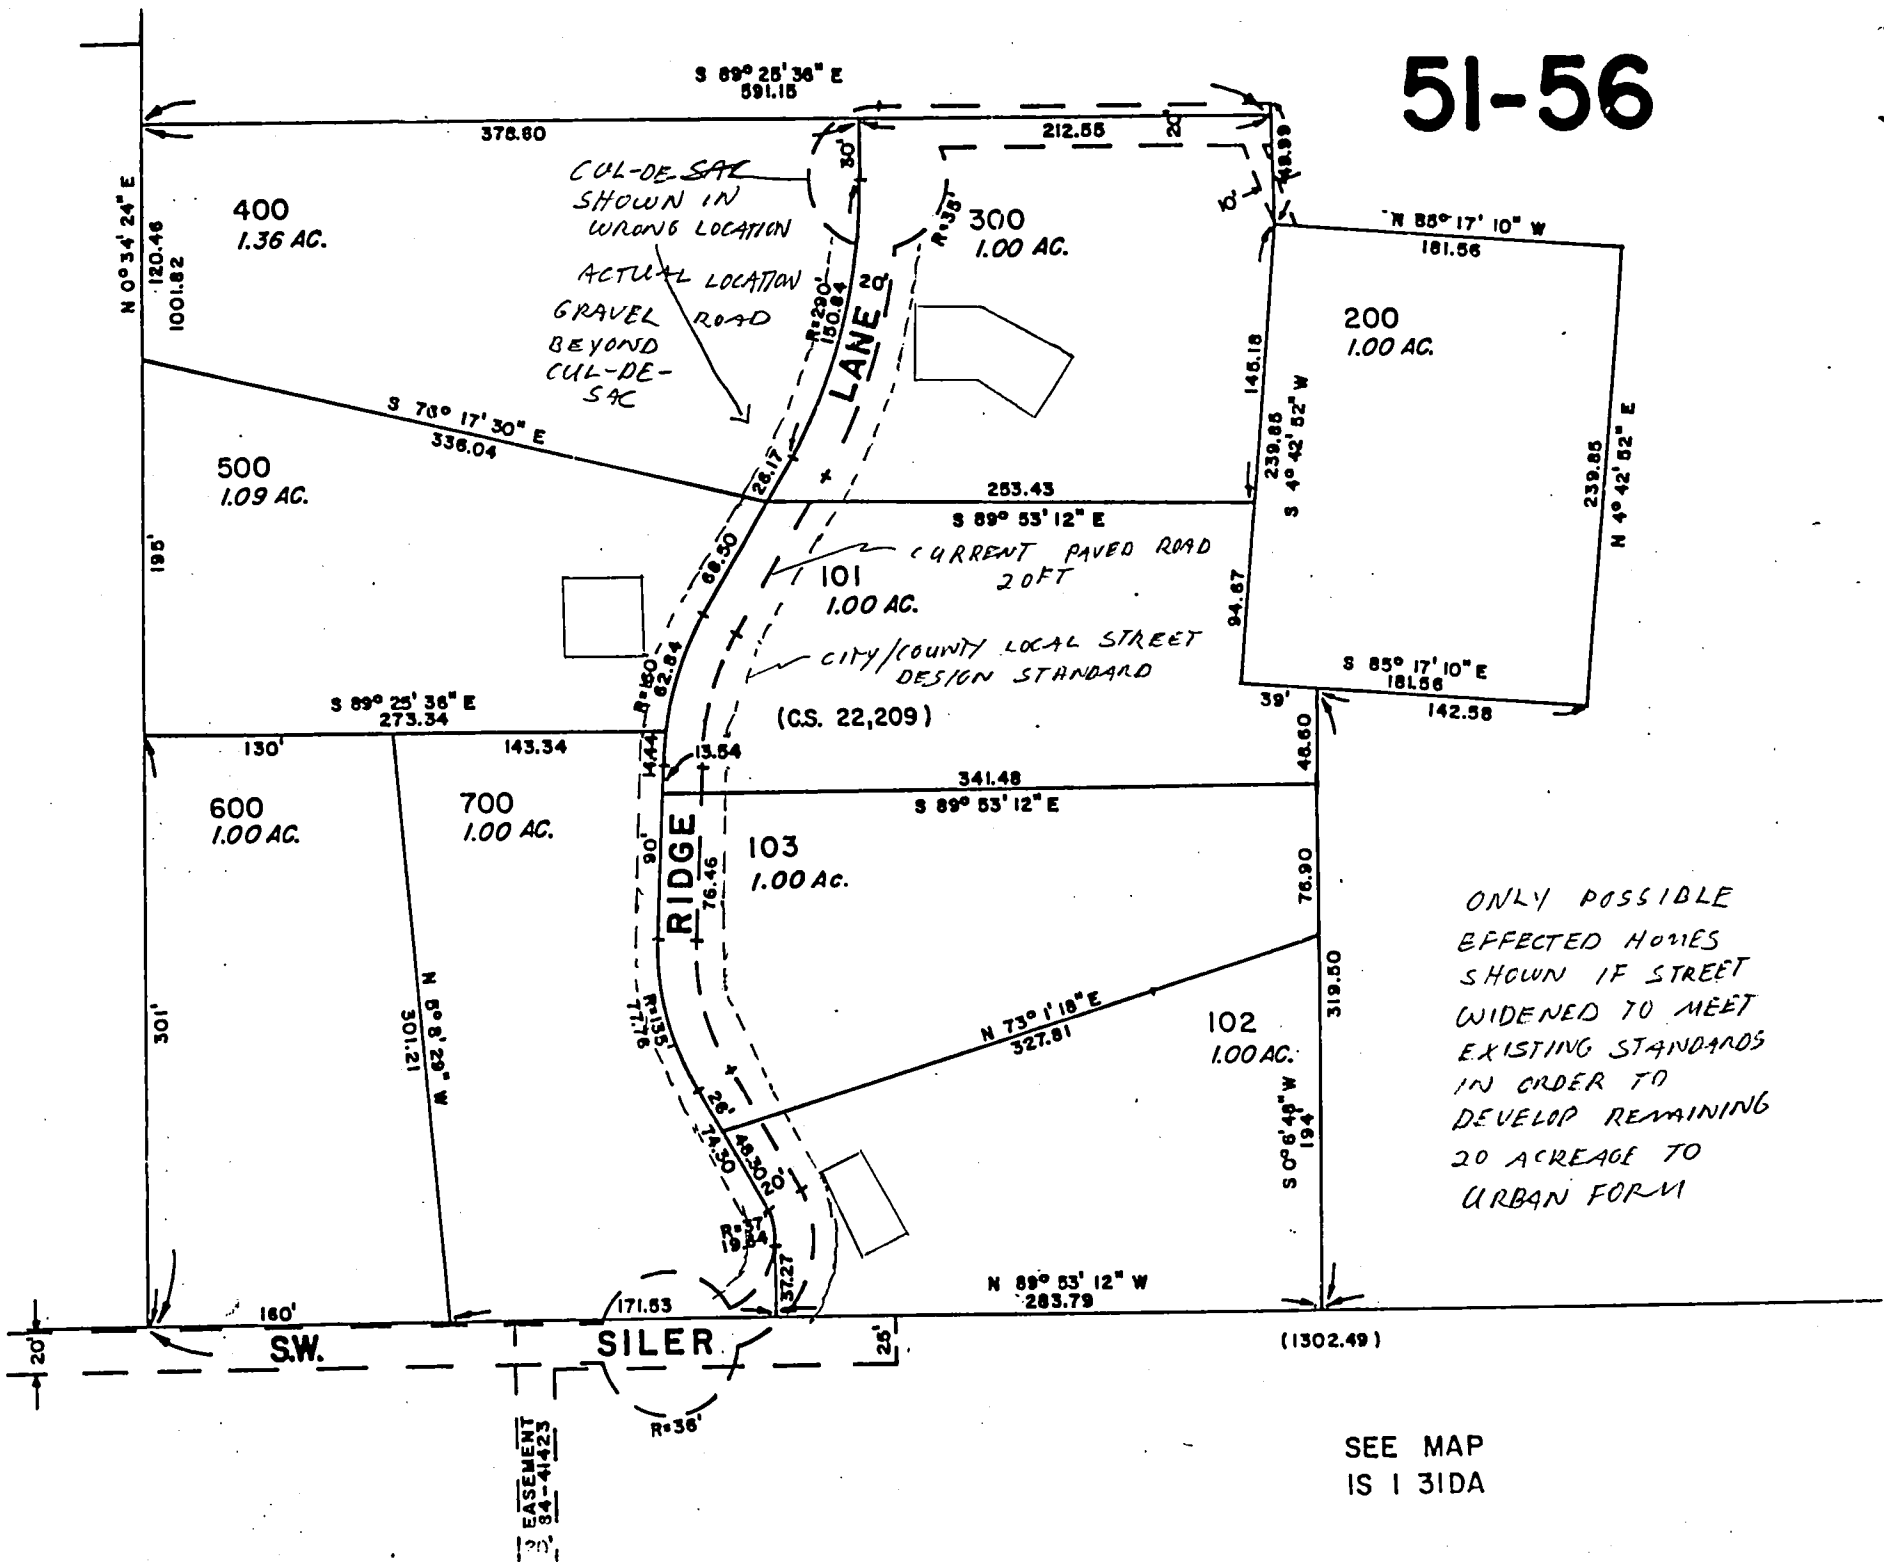 51-56
S 89° 25' 36" E
591.15
378.60
212.55
20'
49.99
30'
CUL-DE-SAC
SHOWN IN
WRONG LOCATION
ACTUAL LOCATION
GRAVEL ROAD
BEYOND
CUL-DE-
SAC
N 0° 34' 24" E
120.46
1001.82
400
1.36 AC.
R=35'
300
1.00 AC.
N 85° 17' 10" W
181.56
200
1.00 AC.
R=290'
150.84
20'
LANE
145.18
239.85
S 4° 42' 52" W
239.85
N 4° 42' 52" E
S 76° 17' 30" E
336.04
500
1.09 AC.
195'
26.17
253.43
S 89° 53' 12" E
68.50
CURRENT PAVED ROAD
20FT
101
1.00 AC.
94.67
CITY/COUNTY LOCAL STREET
DESIGN STANDARD
(C.S. 22,209)
62.84
S 85° 17' 10" E
181.56
39'
142.58
S 89° 25' 36" E
273.34
130'
143.34
14.44
13.54
48.60
341.48
S 89° 53' 12" E
600
1.00 AC.
700
1.00 AC.
90'
RIDGE
76.46
103
1.00 AC.
76.90
ONLY POSSIBLE
EFFECTED HOMES
SHOWN IF STREET
WIDENED TO MEET
EXISTING STANDARDS
IN ORDER TO
DEVELOP REMAINING
20 ACREAGE TO
URBAN FORM
319.50
301'
N 5° 8' 29" W
301.21
R=135'
77.76
N 73° 1' 18" E
327.81
102
1.00 AC.
S 0° 6' 48" W
194'
26'
74.30
48.30
20'
R=37'
19.54
37.27
N 89° 53' 12" W
283.79
160'
171.53
20'
S.W.
SILER
25'
(1302.49)
R=36'
EASEMENT
84-41423
20'
SEE MAP
IS 1 31DA